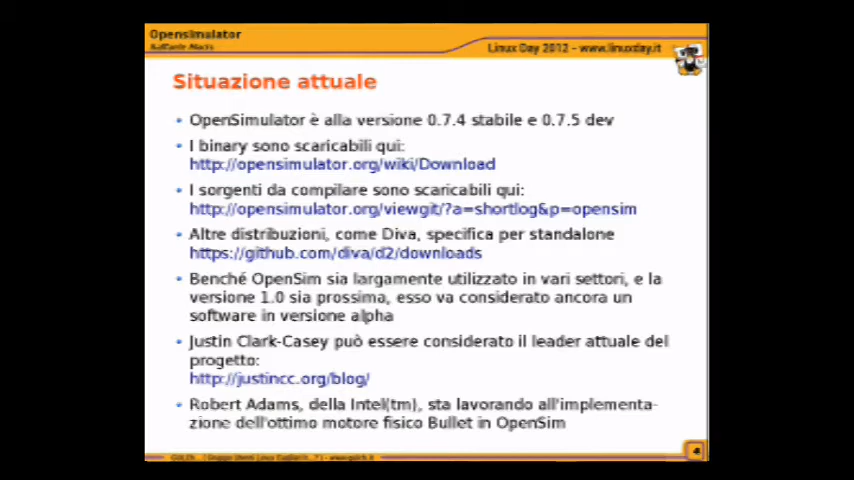 Opensimulator
Raffaele Macis
Linux Day 2012 - www.linuxday.it
Situazione attuale
• OpenSimulator è alla versione 0.7.4 stabile e 0.7.5 dev
• I binary sono scaricabili qui:
http://opensimulator.org/wiki/Download
• I sorgenti da compilare sono scaricabili qui:
http://opensimulator.org/viewgit/?a=shortlog&p=opensim
• Altre distribuzioni, come Diva, specifica per standalone
https://github.com/diva/d2/downloads
• Benché OpenSim sia largamente utilizzato in vari settori, e la
versione 1.0 sia prossima, esso va considerato ancora un
software in versione alpha
• Justin Clark-Casey può essere considerato il leader attuale del
progetto:
http://justincc.org/blog/
• Robert Adams, della Intel(tm), sta lavorando all'implementa-
zione dell'ottimo motore fisico Bullet in OpenSim
4